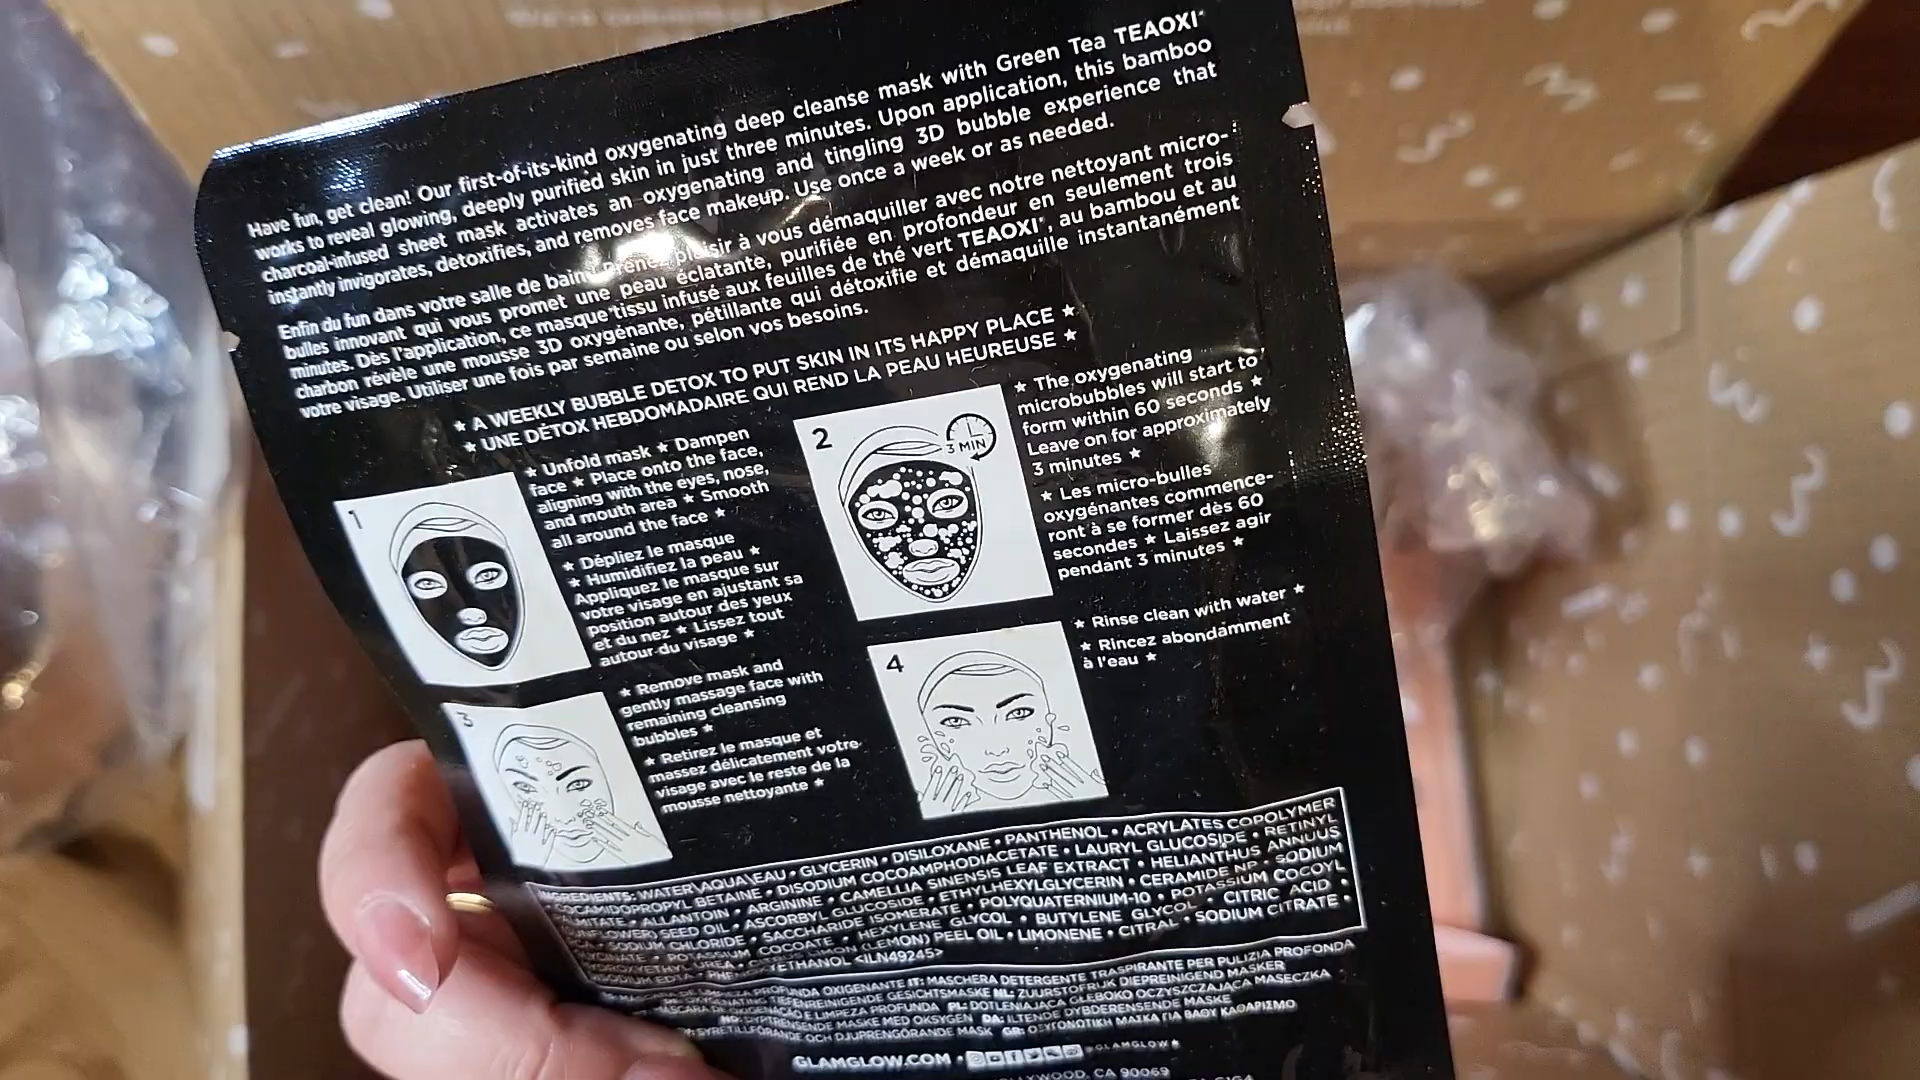 Have fun, get clean! Our first-of-its-kind oxygenating deep cleanse mask with Green Tea TEAOXI
works to reveal glowing, deeply purified skin in just three minutes. Upon application, this bamboo
charcoal-infused sheet mask activates an oxygenating and tingling 3D bubble experience that
instantly invigorates, detoxifies, and removes face makeup. Use once a week or as needed.
Enfin du fun dans votre salle de bain! Prenez plaisir à vous démaquiller avec notre nettoyant micro-
bulles innovant qui vous promet une peau éclatante, purifiée en profondeur en seulement trois
minutes. Dès l'application, ce masque tissu infusé aux feuilles de thé vert TEAOXI, au bambou et au
charbon révèle une mousse 3D oxygénante, pétillante qui détoxifie et démaquille instantanément
votre visage. Utiliser une fois par semaine ou selon vos besoins.
★ A WEEKLY BUBBLE DETOX TO PUT SKIN IN ITS HAPPY PLACE ★
★ UNE DÉTOX HEBDOMADAIRE QUI REND LA PEAU HEUREUSE ★
1
★ Unfold mask ★ Dampen
face ★ Place onto the face,
aligning with the eyes, nose,
and mouth area ★ Smooth
all around the face ★
★ Dépliez le masque
★ Humidifiez la peau ★
Appliquez le masque sur
votre visage en ajustant sa
position autour des yeux
et du nez ★ Lissez tout
autour du visage ★
2
3 MIN
★ The oxygenating
microbubbles will start to
form within 60 seconds ★
Leave on for approximately
3 minutes ★
★ Les micro-bulles
oxygénantes commence-
ront à se former dès 60
secondes ★ Laissez agir
pendant 3 minutes ★
3
★ Remove mask and
gently massage face with
remaining cleansing
bubbles ★
★ Retirez le masque et
massez délicatement votre
visage avec le reste de la
mousse nettoyante ★
4
★ Rinse clean with water ★
★ Rincez abondamment
à l'eau ★
INGREDIENTS: WATER\AQUA\EAU • GLYCERIN • DISILOXANE • PANTHENOL • ACRYLATES COPOLYMER
COCAMIDOPROPYL BETAINE • DISODIUM COCOAMPHODIACETATE • LAURYL GLUCOSIDE • RETINYL
• ALLANTOIN • ARGININE • CAMELLIA SINENSIS LEAF EXTRACT • HELIANTHUS ANNUUS
SEED OIL • ASCORBYL GLUCOSIDE • ETHYLHEXYLGLYCERIN • CERAMIDE NP • SODIUM
• SODIUM CHLORIDE • SACCHARIDE ISOMERATE • POLYQUATERNIUM-10 • POTASSIUM COCOYL
COCOATE • HEXYLENE GLYCOL • BUTYLENE GLYCOL • CITRIC ACID •
(LEMON) PEEL OIL • LIMONENE • CITRAL • SODIUM CITRATE •
<ILN49245>
PROFUNDA OXIGENANTE IT: MASCHERA DETERGENTE TRASPIRANTE PER PULIZIA PROFONDA
TIEFENREINIGENDE GESICHTSMASKE NL: ZUURSTOFRIJK DIEPREINIGEND MASKER
E LIMPEZA PROFUNDA PL: DOTLENIAJĄCA GŁĘBOKO OCZYSZCZAJĄCA MASECZKA
MASKE MED OKSYGEN DA: ILTENDE DYBDERENSENDE MASKE
OCH DJUPRENGÖRANDE MASK GR: ΟΞΥΓΟΝΩΤΙΚΗ ΜΑΣΚΑ ΓΙΑ ΒΑΘΥ ΚΑΘΑΡΙΣΜΟ
GLAMGLOW.COM • GLAMGLOW
CA 90069